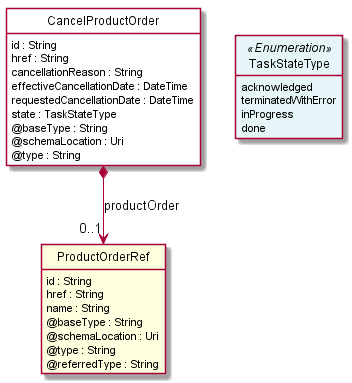 CancelProductOrder
id : String
href : String
cancellationReason : String
effectiveCancellationDate : DateTime
requestedCancellationDate : DateTime
state : TaskStateType
@baseType : String
@schemaLocation : Uri
@type : String
«Enumeration»
TaskStateType
acknowledged
terminatedWithError
inProgress
done
productOrder
0..1
ProductOrderRef
id : String
href : String
name : String
@baseType : String
@schemaLocation : Uri
@type : String
@referredType : String